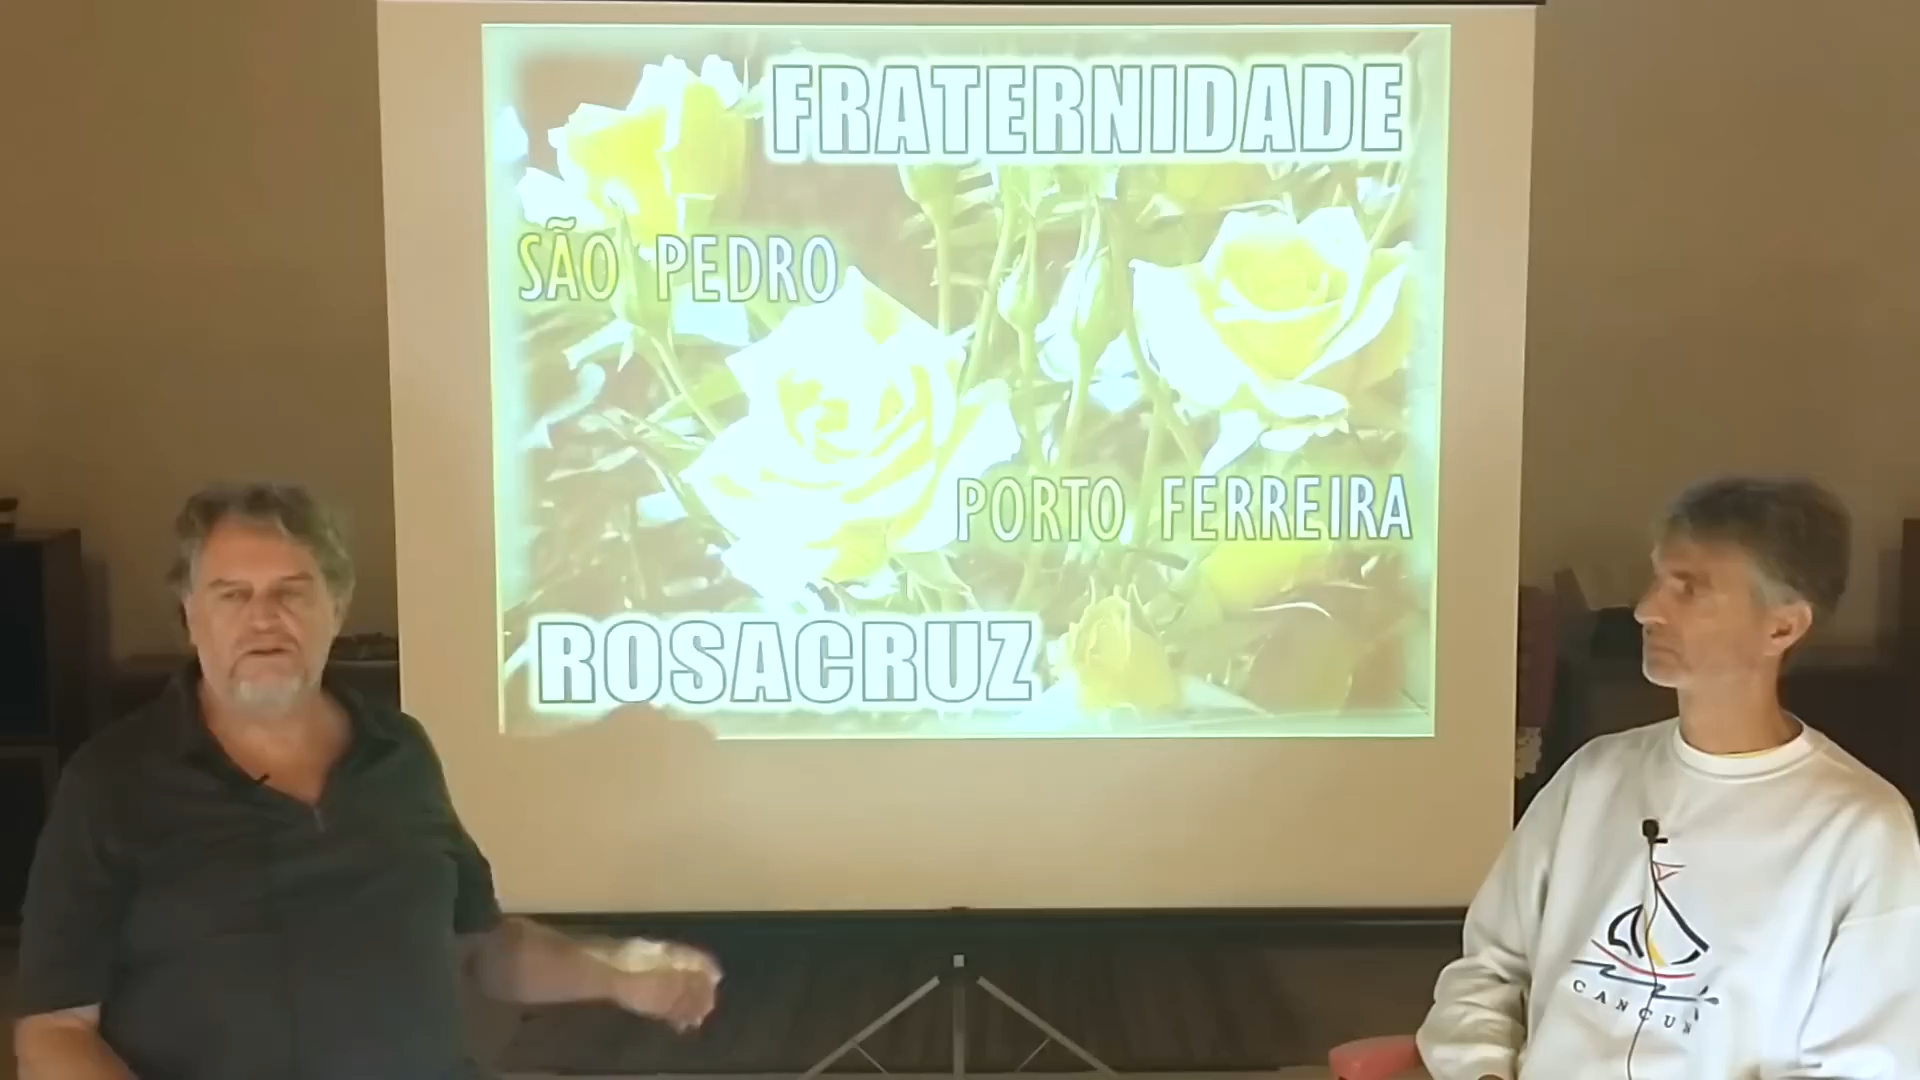 FRATERNIDADE
SÃO PEDRO
PORTO FERREIRA
ROSACRUZ
CANCUN